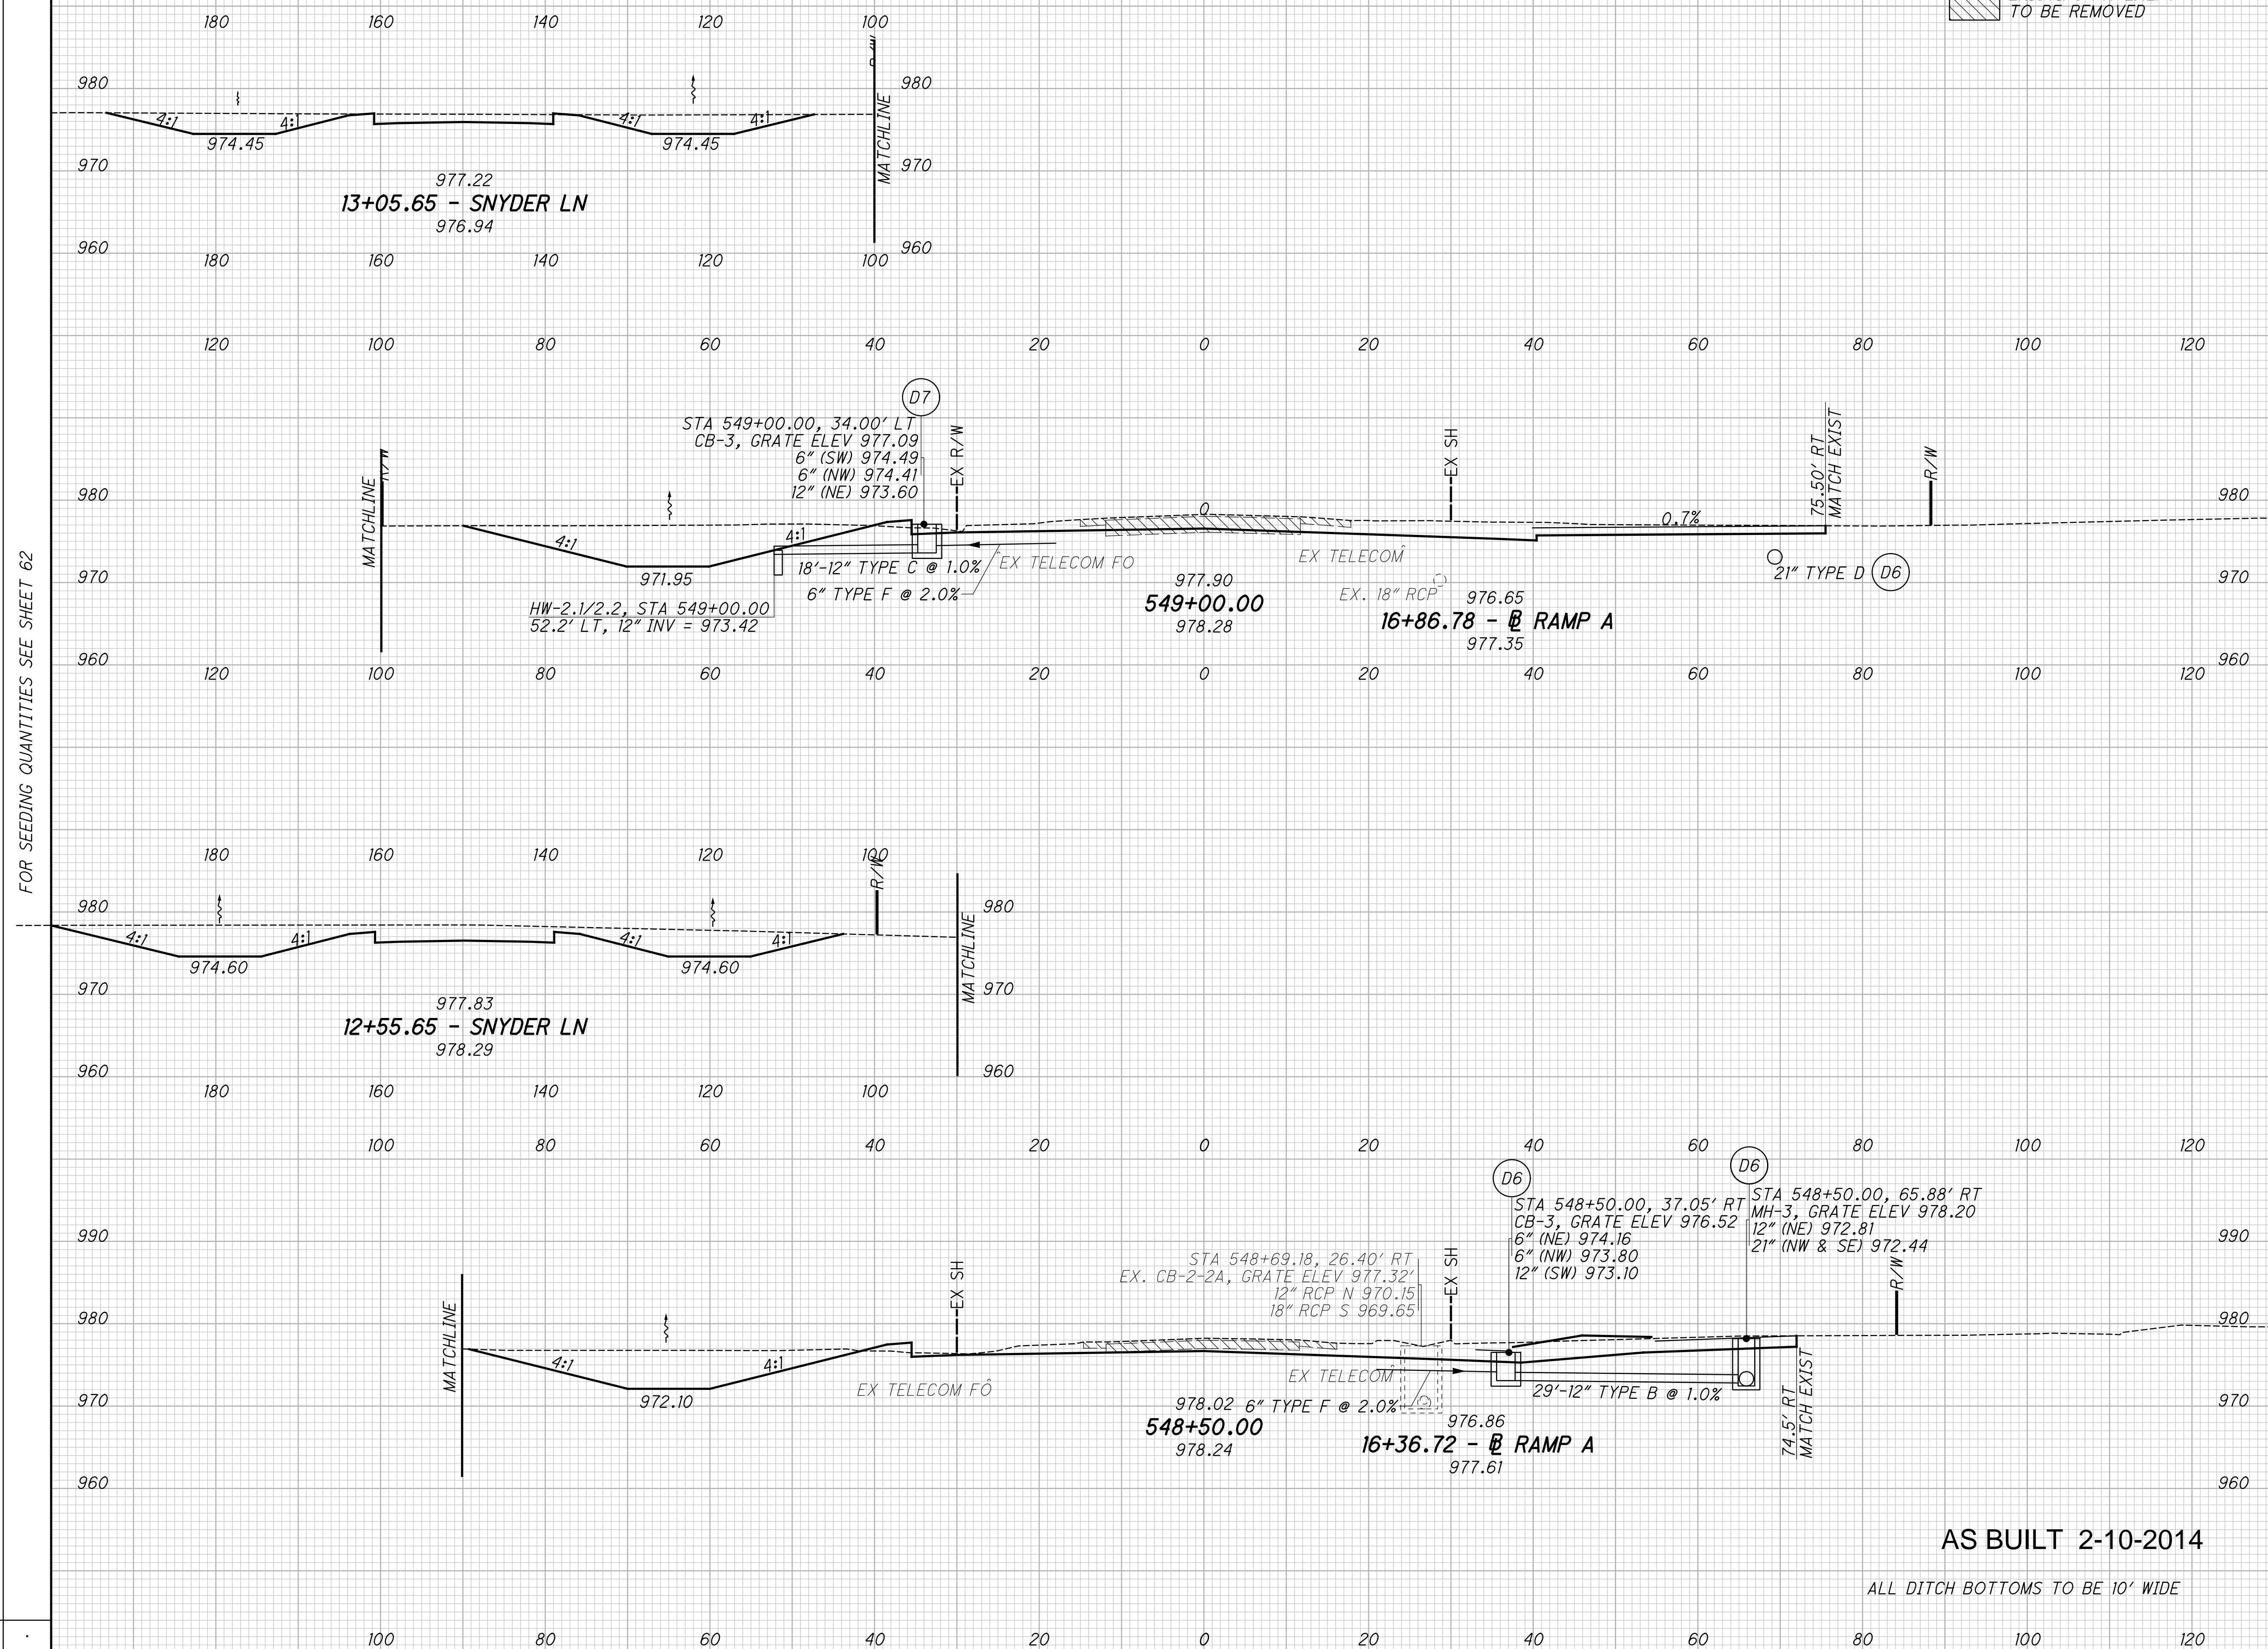 180 160 140 120 100
TO BE REMOVED
980 980
4:1 4:1 4:1 4:1
974.45 974.45
MATCHLINE
970 970
977.22
13+05.65 - SNYDER LN
976.94
960 960
180 160 140 120 100
120 100 80 60 40 20 0 20 40 60 80 100 120
D7
STA 549+00.00, 34.00' LT
CB-3, GRATE ELEV 977.09
6" (SW) 974.49
6" (NW) 974.41
12" (NE) 973.60
EX R/W
EX SH
75.50' RT
MATCH EXIST
R/W
MATCHLINE
R/W
980 980
0
0.7%
4:1 4:1
971.95
18'-12" TYPE C @ 1.0%
EX TELECOM FO
EX TELECOM
21" TYPE D D6
970 970
6" TYPE F @ 2.0%
HW-2.1/2.2, STA 549+00.00
52.2' LT, 12" INV = 973.42
977.90
549+00.00
978.28
EX. 18" RCP
976.65
16+86.78 - BL RAMP A
977.35
960 960
120 100 80 60 40 20 0 20 40 60 80 100 120
FOR SEEDING QUANTITIES SEE SHEET 62
180 160 140 120 100
R/W
980 980
4:1 4:1 4:1 4:1
974.60 974.60
MATCHLINE
970 970
977.83
12+55.65 - SNYDER LN
978.29
960 960
180 160 140 120 100
100 80 60 40 20 0 20 40 60 80 100 120
D6 D6
STA 548+50.00, 37.05' RT
CB-3, GRATE ELEV 976.52
6" (NE) 974.16
6" (NW) 973.80
12" (SW) 973.10
STA 548+50.00, 65.88' RT
MH-3, GRATE ELEV 978.20
12" (NE) 972.81
21" (NW & SE) 972.44
990 990
STA 548+69.18, 26.40' RT
EX. CB-2-2A, GRATE ELEV 977.32'
12" RCP N 970.15
18" RCP S 969.65
EX SH
EX SH
R/W
980 980
MATCHLINE
4:1 4:1
972.10
EX TELECOM FO
EX TELECOM
29'-12" TYPE B @ 1.0%
74.5' RT
MATCH EXIST
970 970
6" TYPE F @ 2.0%
978.02
548+50.00
978.24
976.86
16+36.72 - BL RAMP A
977.61
960 960
AS BUILT 2-10-2014
ALL DITCH BOTTOMS TO BE 10' WIDE
100 80 60 40 20 0 20 40 60 80 100 120